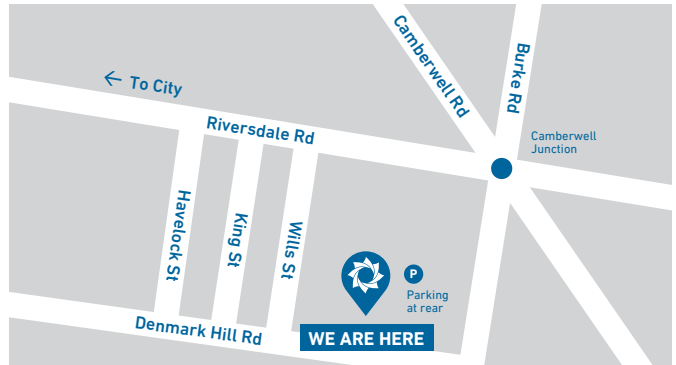 Camberwell Rd
Burke Rd
← To City
Riversdale Rd
Camberwell
Junction
Havelock St
King St
Wills St
P
Parking
at rear
Denmark Hill Rd
WE ARE HERE